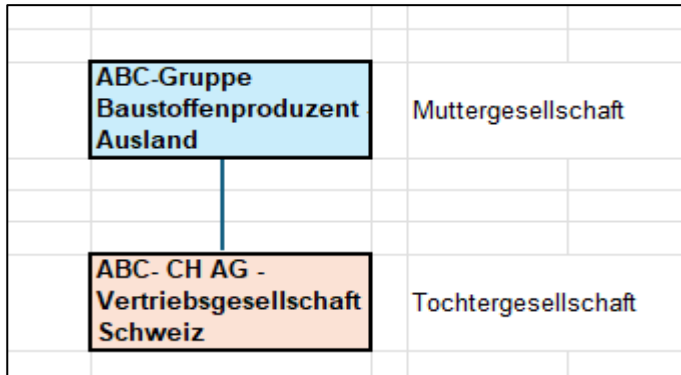 ABC-Gruppe
Baustoffenproduzent -
Ausland
Muttergesellschaft
ABC- CH AG -
Vertriebsgesellschaft
Schweiz
Tochtergesellschaft